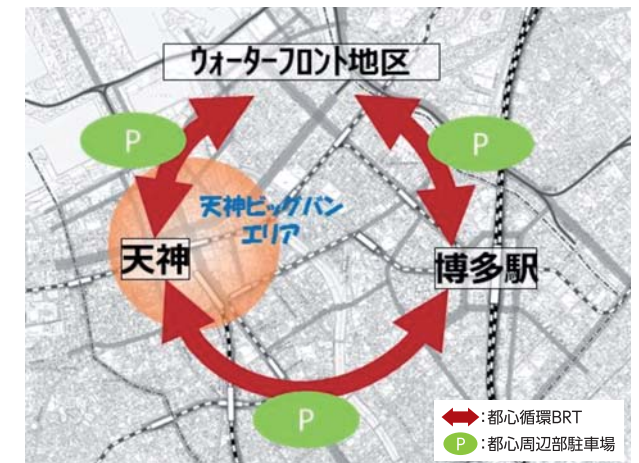 ウォーターフロント地区
P
P
天神ビッグバン
エリア
天神
博多駅
P
:都心循環BRT
P:都心周辺部駐車場